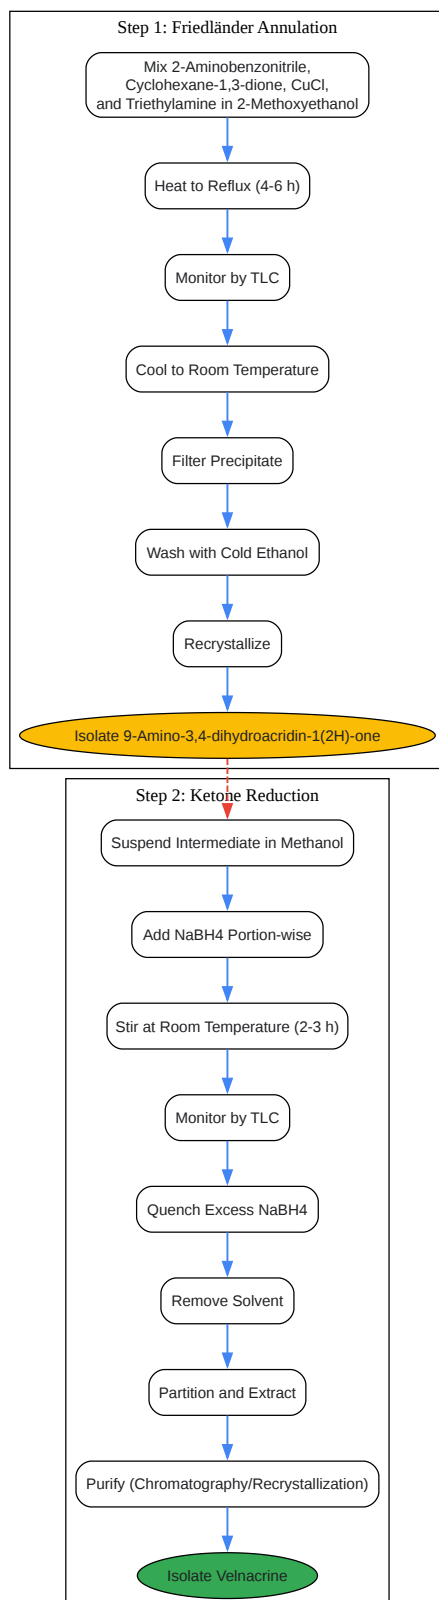 Step 1: Friedländer Annulation
Mix 2-Aminobenzonitrile,
Cyclohexane-1,3-dione, CuCl,
and Triethylamine in 2-Methoxyethanol
Heat to Reflux (4-6 h)
Monitor by TLC
Cool to Room Temperature
Filter Precipitate
Wash with Cold Ethanol
Recrystallize
Isolate 9-Amino-3,4-dihydroacridin-1(2H)-one
Step 2: Ketone Reduction
Suspend Intermediate in Methanol
Add NaBH4 Portion-wise
Stir at Room Temperature (2-3 h)
Monitor by TLC
Quench Excess NaBH4
Remove Solvent
Partition and Extract
Purify (Chromatography/Recrystallization)
Isolate Velnacrine